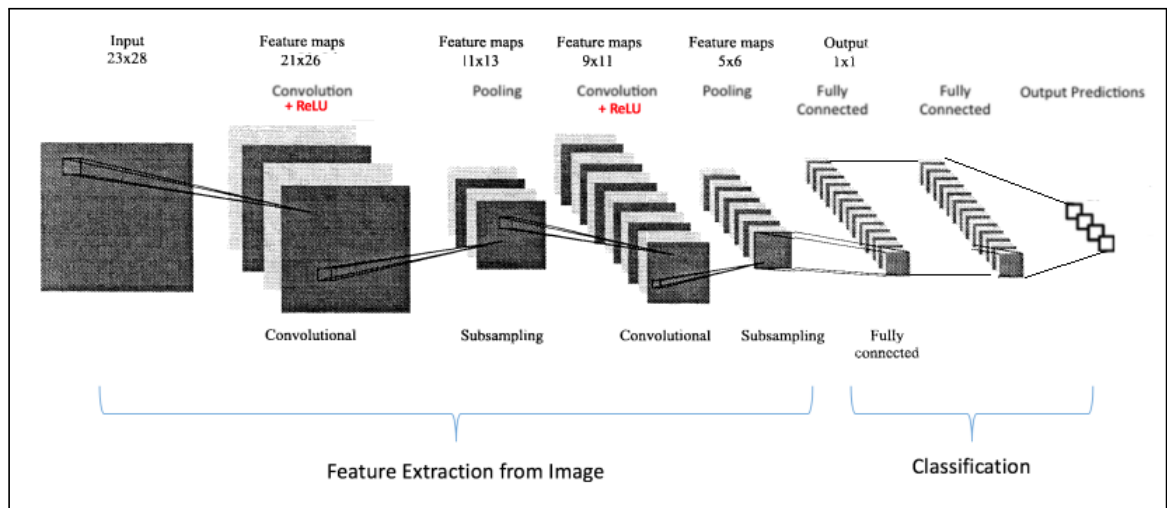 Input
23x28
Feature maps
21x26
Convolution
+ ReLU
Feature maps
11x13
Pooling
Feature maps
9x11
Convolution
+ ReLU
Feature maps
5x6
Pooling
Output
1x1
Fully
Connected
Fully
Connected
Output Predictions
Convolutional
Subsampling
Convolutional
Subsampling
Fully
connected
Feature Extraction from Image
Classification